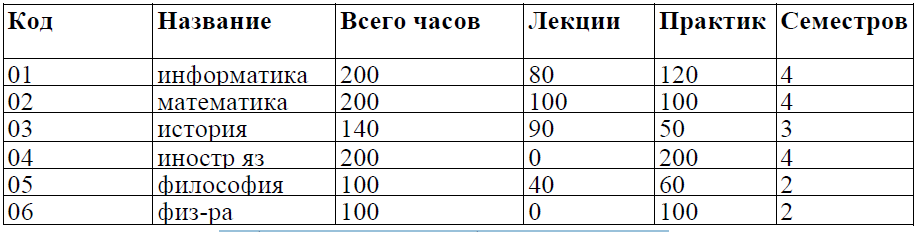 Код Название Всего часов Лекции Практик Семестров
01 информатика 200 80 120 4
02 математика 200 100 100 4
03 история 140 90 50 3
04 иностр яз 200 0 200 4
05 философия 100 40 60 2
06 физ-ра 100 0 100 2